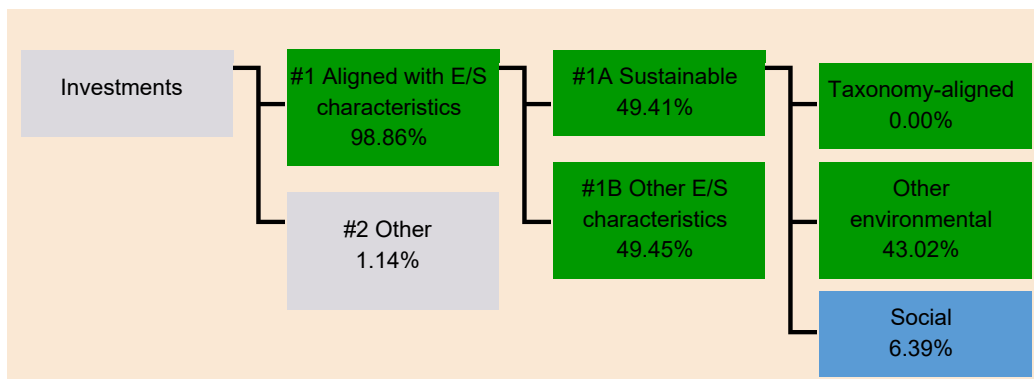 Investments
#1 Aligned with E/S
characteristics
98.86%
#2 Other
1.14%
#1A Sustainable
49.41%
#1B Other E/S
characteristics
49.45%
Taxonomy-aligned
0.00%
Other
environmental
43.02%
Social
6.39%